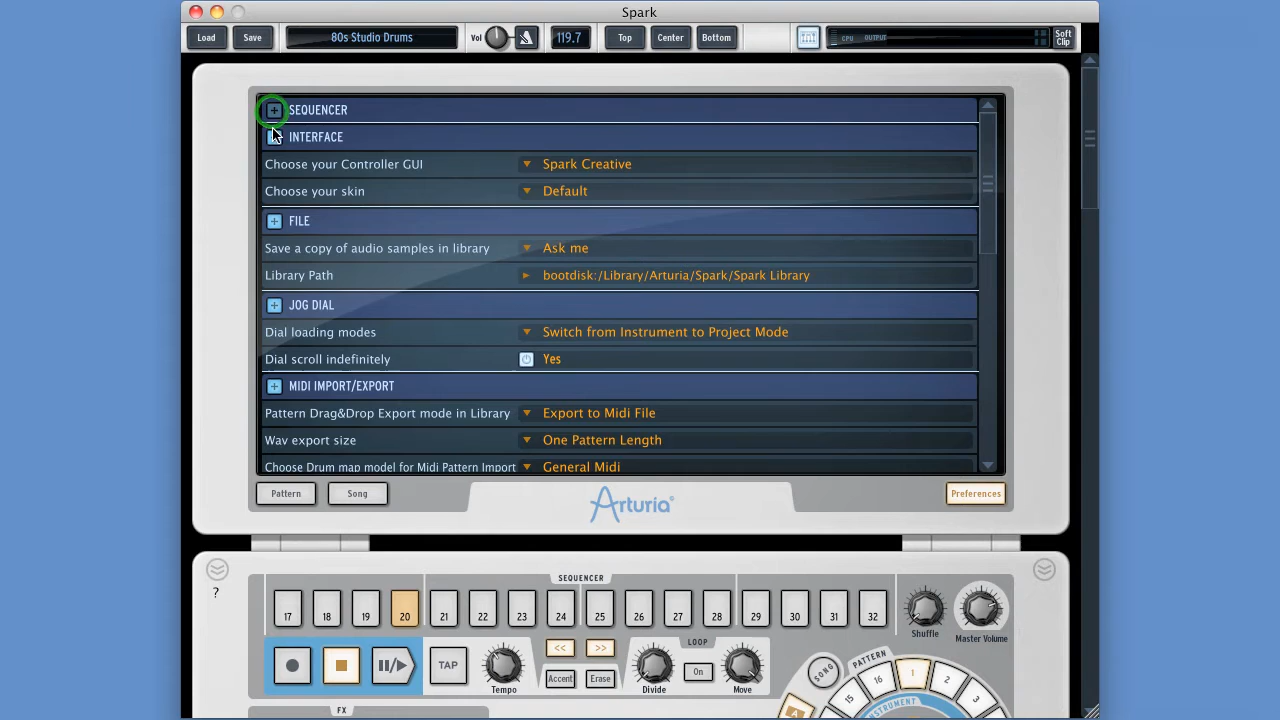 Spark
Load Save 80s Studio Drums Vol 119.7 Top Center Bottom CPU OUTPUT Soft Clip
+ SEQUENCER
INTERFACE
Choose your Controller GUI Spark Creative
Choose your skin Default
+ FILE
Save a copy of audio samples in library Ask me
Library Path bootdisk:/Library/Arturia/Spark/Spark Library
+ JOG DIAL
Dial loading modes Switch from Instrument to Project Mode
Dial scroll indefinitely Yes
+ MIDI IMPORT/EXPORT
Pattern Drag&Drop Export mode in Library Export to Midi File
Wav export size One Pattern Length
Choose Drum map model for Midi Pattern Import General Midi
Pattern Song Arturia® Preferences
SEQUENCER
?
17 18 19 20 21 22 23 24 25 26 27 28 29 30 31 32
Shuffle Master Volume
TAP Tempo << >> Accent Erase LOOP Divide On Move
SONG PATTERN 15 16 1 2 3
A INSTRUMENT
FX